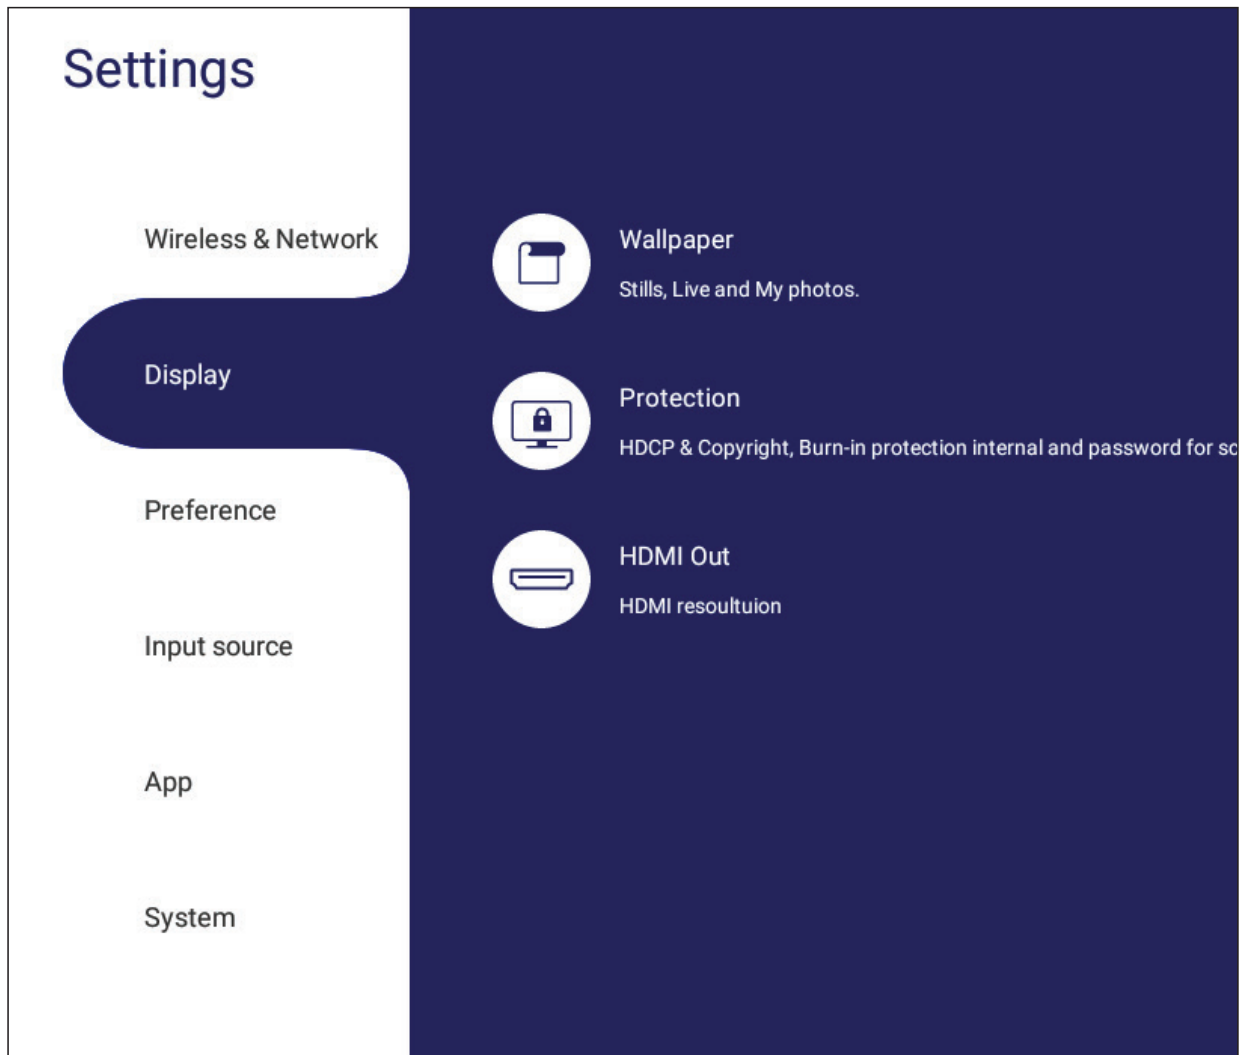 Settings
Wireless & Network
Display
Preference
Input source
App
System
Wallpaper
Stills, Live and My photos.
Protection
HDCP & Copyright, Burn-in protection internal and password for sc
HDMI Out
HDMI resoultuion